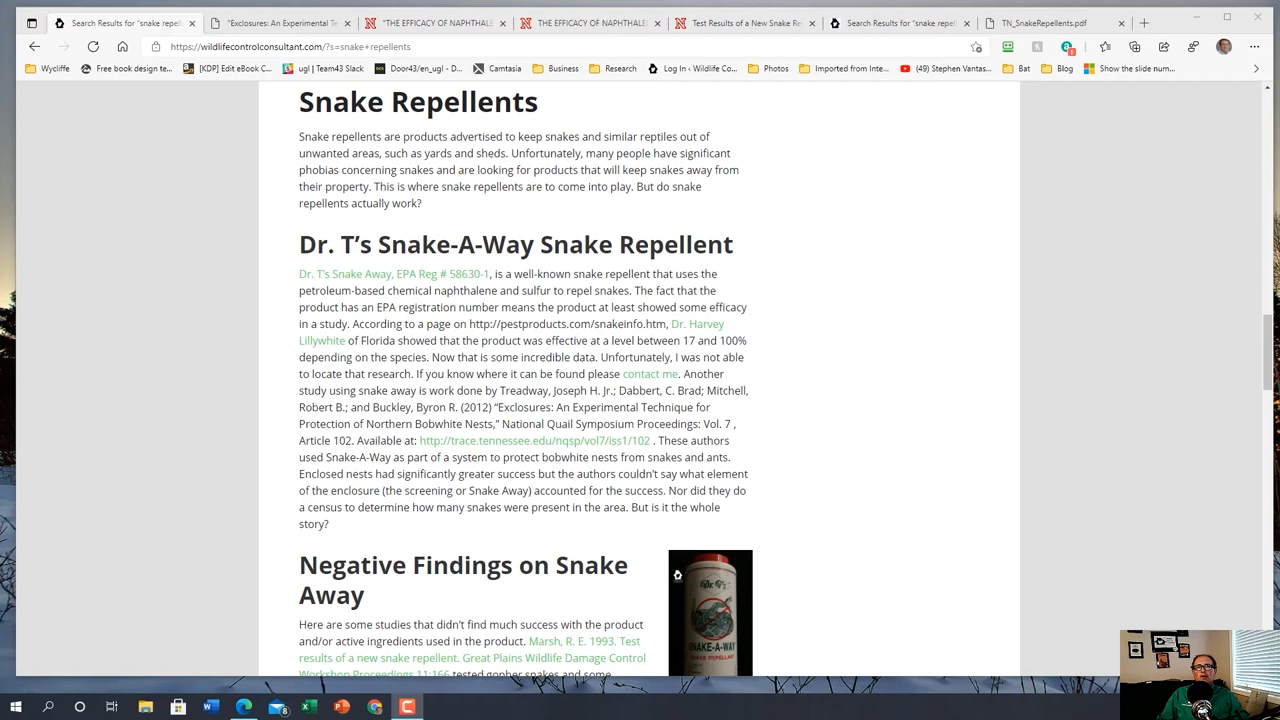 Search Results for "snake repell
"Exclosures: An Experimental Te
"THE EFFICACY OF NAPHTHALE
THE EFFICACY OF NAPHTHALEN
Test Results of a New Snake Rep
Search Results for "snake repell
TN_SnakeRepellents.pdf
https://wildlifecontrolconsultant.com/?s=snake+repellents
Wycliffe
Free book design te...
[KDP] Edit eBook C...
ugl | Team43 Slack
Door43/en_ugl) - D...
Camtasia
Business
Research
Log In ‹ Wildlife Co...
Photos
Imported from Inte...
(49) Stephen Vantas...
Bat
Blog
Show the slide num...
Snake Repellents
Snake repellents are products advertised to keep snakes and similar reptiles out of
unwanted areas, such as yards and sheds. Unfortunately, many people have significant
phobias concerning snakes and are looking for products that will keep snakes away from
their property. This is where snake repellents are to come into play. But do snake
repellents actually work?
Dr. T's Snake-A-Way Snake Repellent
Dr. T's Snake Away, EPA Reg # 58630-1, is a well-known snake repellent that uses the
petroleum-based chemical naphthalene and sulfur to repel snakes. The fact that the
product has an EPA registration number means the product at least showed some efficacy
in a study. According to a page on http://pestproducts.com/snakeinfo.htm, Dr. Harvey
Lillywhite of Florida showed that the product was effective at a level between 17 and 100%
depending on the species. Now that is some incredible data. Unfortunately, I was not able
to locate that research. If you know where it can be found please contact me. Another
study using snake away is work done by Treadway, Joseph H. Jr.; Dabbert, C. Brad; Mitchell,
Robert B.; and Buckley, Byron R. (2012) "Exclosures: An Experimental Technique for
Protection of Northern Bobwhite Nests," National Quail Symposium Proceedings: Vol. 7 ,
Article 102. Available at: http://trace.tennessee.edu/nqsp/vol7/iss1/102 . These authors
used Snake-A-Way as part of a system to protect bobwhite nests from snakes and ants.
Enclosed nests had significantly greater success but the authors couldn't say what element
of the enclosure (the screening or Snake Away) accounted for the success. Nor did they do
a census to determine how many snakes were present in the area. But is it the whole
story?
Negative Findings on Snake
Away
Here are some studies that didn't find much success with the product
and/or active ingredients used in the product. Marsh, R. E. 1993. Test
results of a new snake repellent. Great Plains Wildlife Damage Control
Workshop Proceedings 11:166 tested gopher snakes and some
Dr. T's
SNAKE-A-WAY
SNAKE REPELLENT